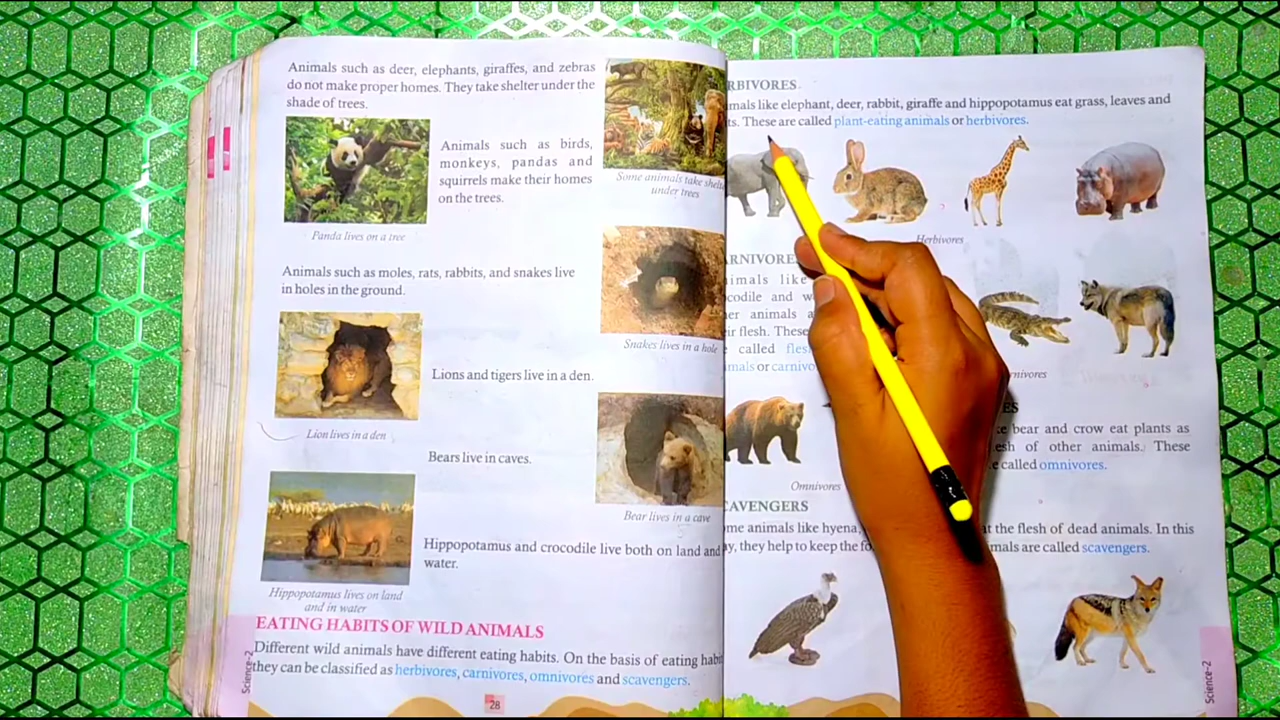 Animals such as deer, elephants, giraffes, and zebras
do not make proper homes. They take shelter under the
shade of trees.
Some animals take
under trees
Animals such as birds,
monkeys, pandas and
squirrels make their homes
on the trees.
Panda lives on a tree
Animals such as moles, rats, rabbits, and snakes live
in holes in the ground.
Snakes lives in a hole
Lions and tigers live in a den.
Lion lives in a den
Bears live in caves.
Bear lives in a cave
Hippopotamus and crocodile live both on land and
water.
Hippopotamus lives on land
and in water
EATING HABITS OF WILD ANIMALS
Different wild animals have different eating habits. On the basis of eating
they can be classified as herbivores, carnivores, omnivores and scavengers.
Science-2
28
RBIVORES
mals like elephant, deer, rabbit, giraffe and hippopotamus eat grass, leaves and
ts. These are called plant-eating animals or herbivores.
Herbivores
RNIVORE
imals like
codile and w
er animals a
ir flesh. These
called fles
mals or carnivo
nivores
ES
bear and crow eat plants as
esh of other animals. These
called omnivores.
Omnivores
AVENGERS
me animals like hyena, t the flesh of dead animals. In this
y, they help to keep the fo mals are called scavengers.
Science-2